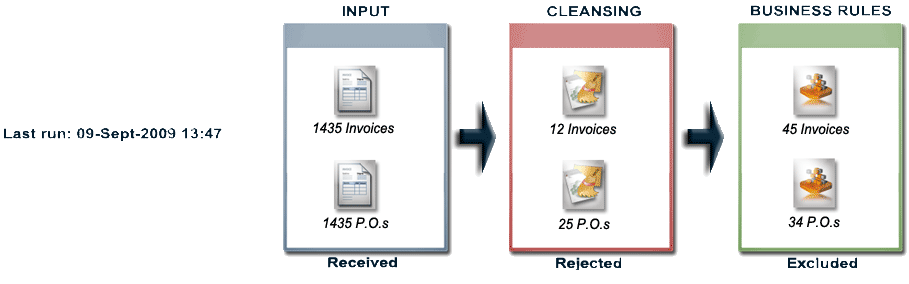 INPUT
CLEANSING
BUSINESS RULES
1435 Invoices
12 Invoices
45 Invoices
Last run: 09-Sept-2009 13:47
1435 P.O.s
25 P.O.s
34 P.O.s
Received
Rejected
Excluded